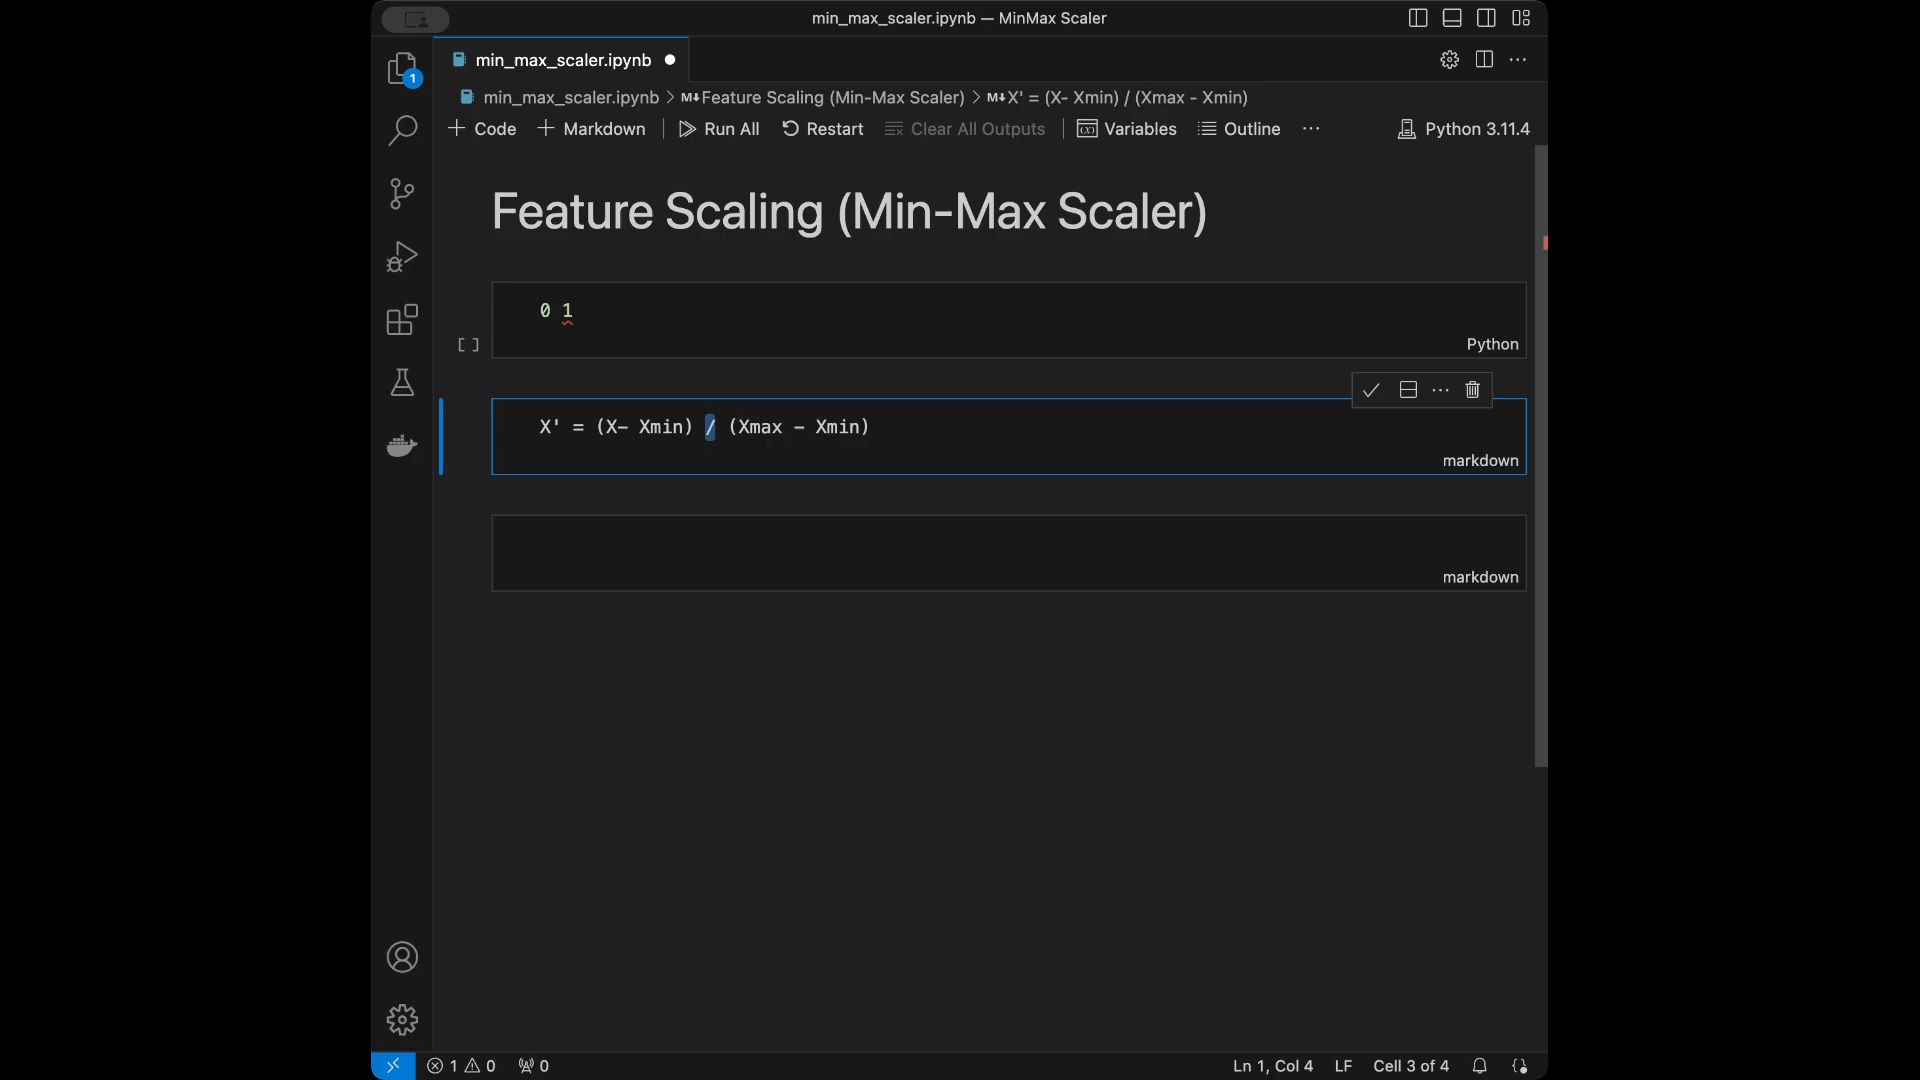 min_max_scaler.ipynb — MinMax Scaler
1
min_max_scaler.ipynb
min_max_scaler.ipynb > M↓Feature Scaling (Min-Max Scaler) > M↓X' = (X- Xmin) / (Xmax - Xmin)
+ Code + Markdown | Run All Restart Clear All Outputs | Variables Outline ··· Python 3.11.4
Feature Scaling (Min-Max Scaler)
0 1
[ ]
Python
X' = (X- Xmin) / (Xmax - Xmin)
markdown
markdown
1 0 0 Ln 1, Col 4 LF Cell 3 of 4